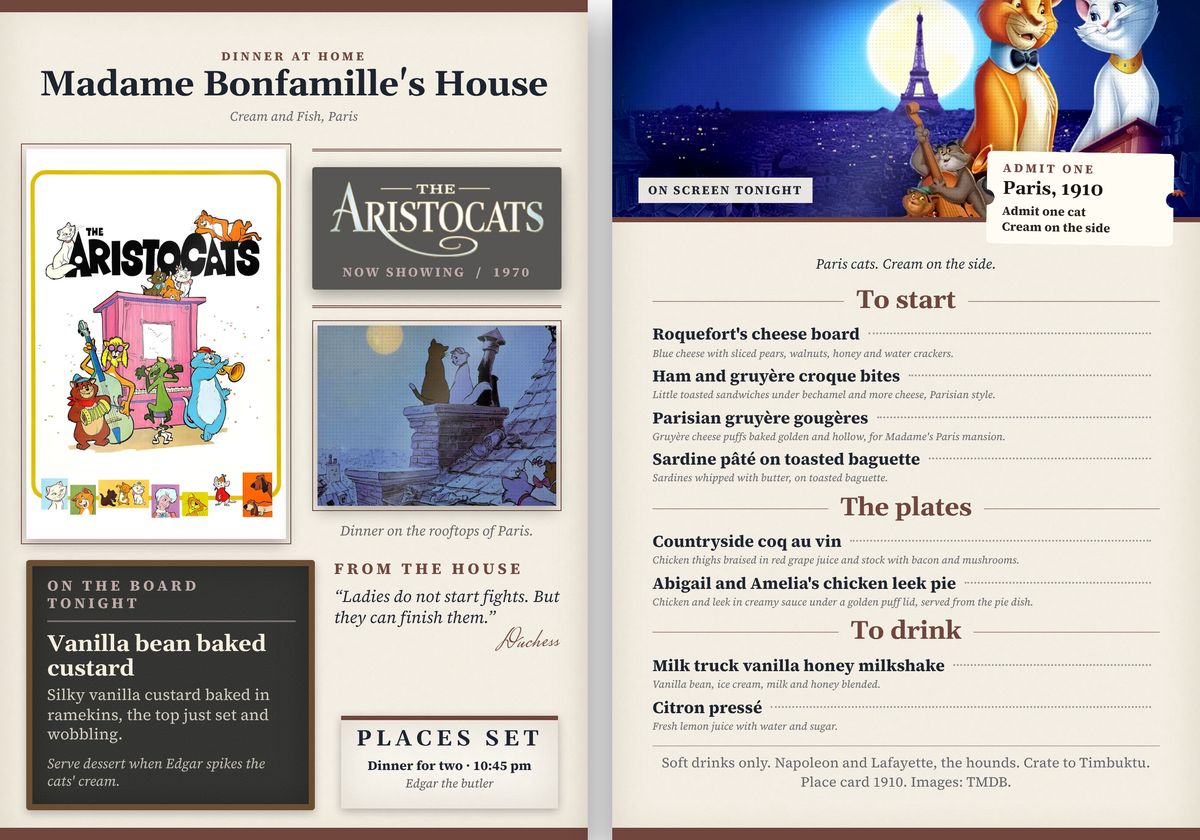 DINNER AT HOME
Madame Bonfamille's House
Cream and Fish, Paris
THE
ARISTOCATS
THE
ARISTOCATS
NOW SHOWING / 1970
Dinner on the rooftops of Paris.
ON THE BOARD
TONIGHT
Vanilla bean baked
custard
Silky vanilla custard baked in
ramekins, the top just set and
wobbling.
Serve dessert when Edgar spikes the
cats' cream.
FROM THE HOUSE
“Ladies do not start fights. But
they can finish them.”
Duchess
PLACES SET
Dinner for two · 10:45 pm
Edgar the butler
ON SCREEN TONIGHT
ADMIT ONE
Paris, 1910
Admit one cat
Cream on the side
Paris cats. Cream on the side.
To start
Roquefort's cheese board
Blue cheese with sliced pears, walnuts, honey and water crackers.
Ham and gruyère croque bites
Little toasted sandwiches under bechamel and more cheese, Parisian style.
Parisian gruyère gougères
Gruyère cheese puffs baked golden and hollow, for Madame's Paris mansion.
Sardine pâté on toasted baguette
Sardines whipped with butter, on toasted baguette.
The plates
Countryside coq au vin
Chicken thighs braised in red grape juice and stock with bacon and mushrooms.
Abigail and Amelia's chicken leek pie
Chicken and leek in creamy sauce under a golden puff lid, served from the pie dish.
To drink
Milk truck vanilla honey milkshake
Vanilla bean, ice cream, milk and honey blended.
Citron pressé
Fresh lemon juice with water and sugar.
Soft drinks only. Napoleon and Lafayette, the hounds. Crate to Timbuktu.
Place card 1910. Images: TMDB.